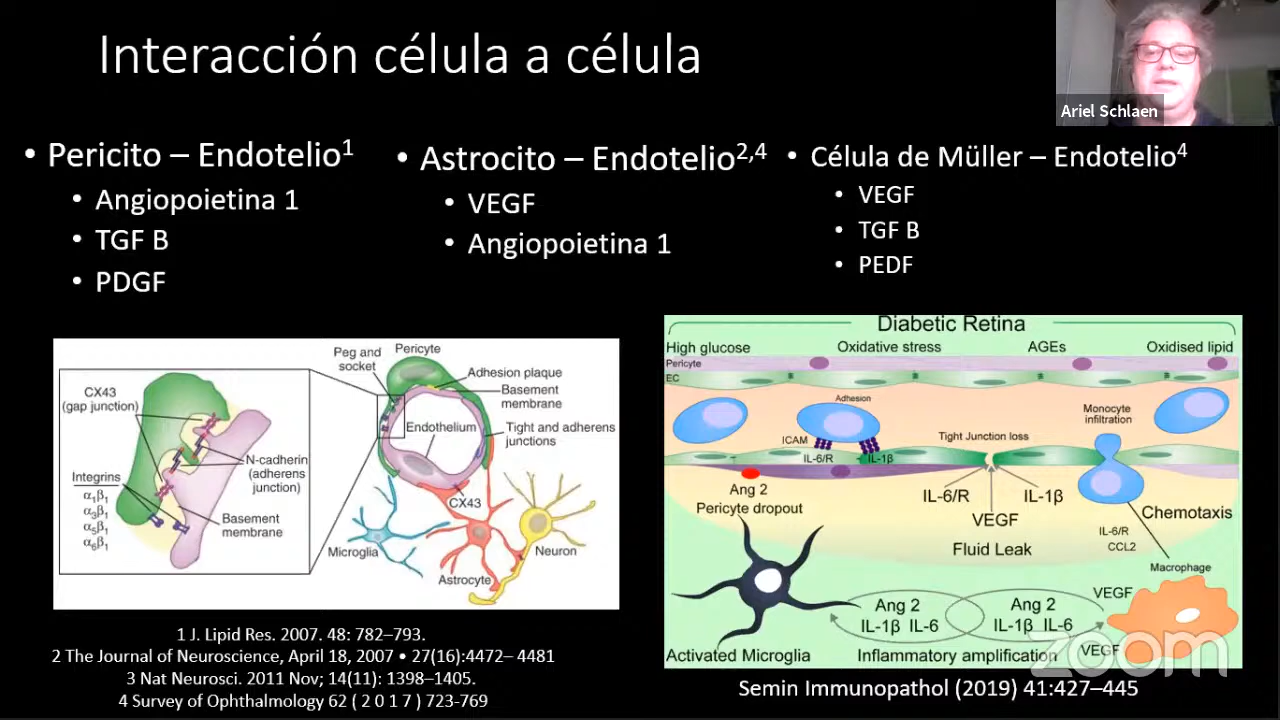 Interacción célula a célula
Ariel Schlaen
• Pericito – Endotelio1
• Angiopoietina 1
• TGF B
• PDGF
• Astrocito – Endotelio2,4
• VEGF
• Angiopoietina 1
• Célula de Müller – Endotelio4
• VEGF
• TGF B
• PEDF
CX43
(gap junction)
Integrins
α1β1
α3β1
α5β1
α6β1
N-cadherin
(adherens
junction)
Basement
membrane
Peg and
socket
Pericyte
Adhesion plaque
Basement
membrane
Endothelium
Tight and adherens
junctions
CX43
Microglia
Astrocyte
Neuron
1 J. Lipid Res. 2007. 48: 782–793.
2 The Journal of Neuroscience, April 18, 2007 • 27(16):4472– 4481
3 Nat Neurosci. 2011 Nov; 14(11): 1398–1405.
4 Survey of Ophthalmology 62 ( 2 0 1 7 ) 723-769
Diabetic Retina
High glucose
Oxidative stress
AGEs
Oxidised lipid
Pericyte
EC
Adhesion
Monocyte
infiltration
ICAM
IL-6/R
IL-1β
Tight Junction loss
Ang 2
Pericyte dropout
IL-6/R
IL-1β
VEGF
Fluid Leak
Chemotaxis
IL-6/R
CCL2
Macrophage
VEGF
Ang 2
IL-1β IL-6
Ang 2
IL-1β IL-6
VEGF
Activated Microglia
Inflammatory amplification
zoom
Semin Immunopathol (2019) 41:427–445